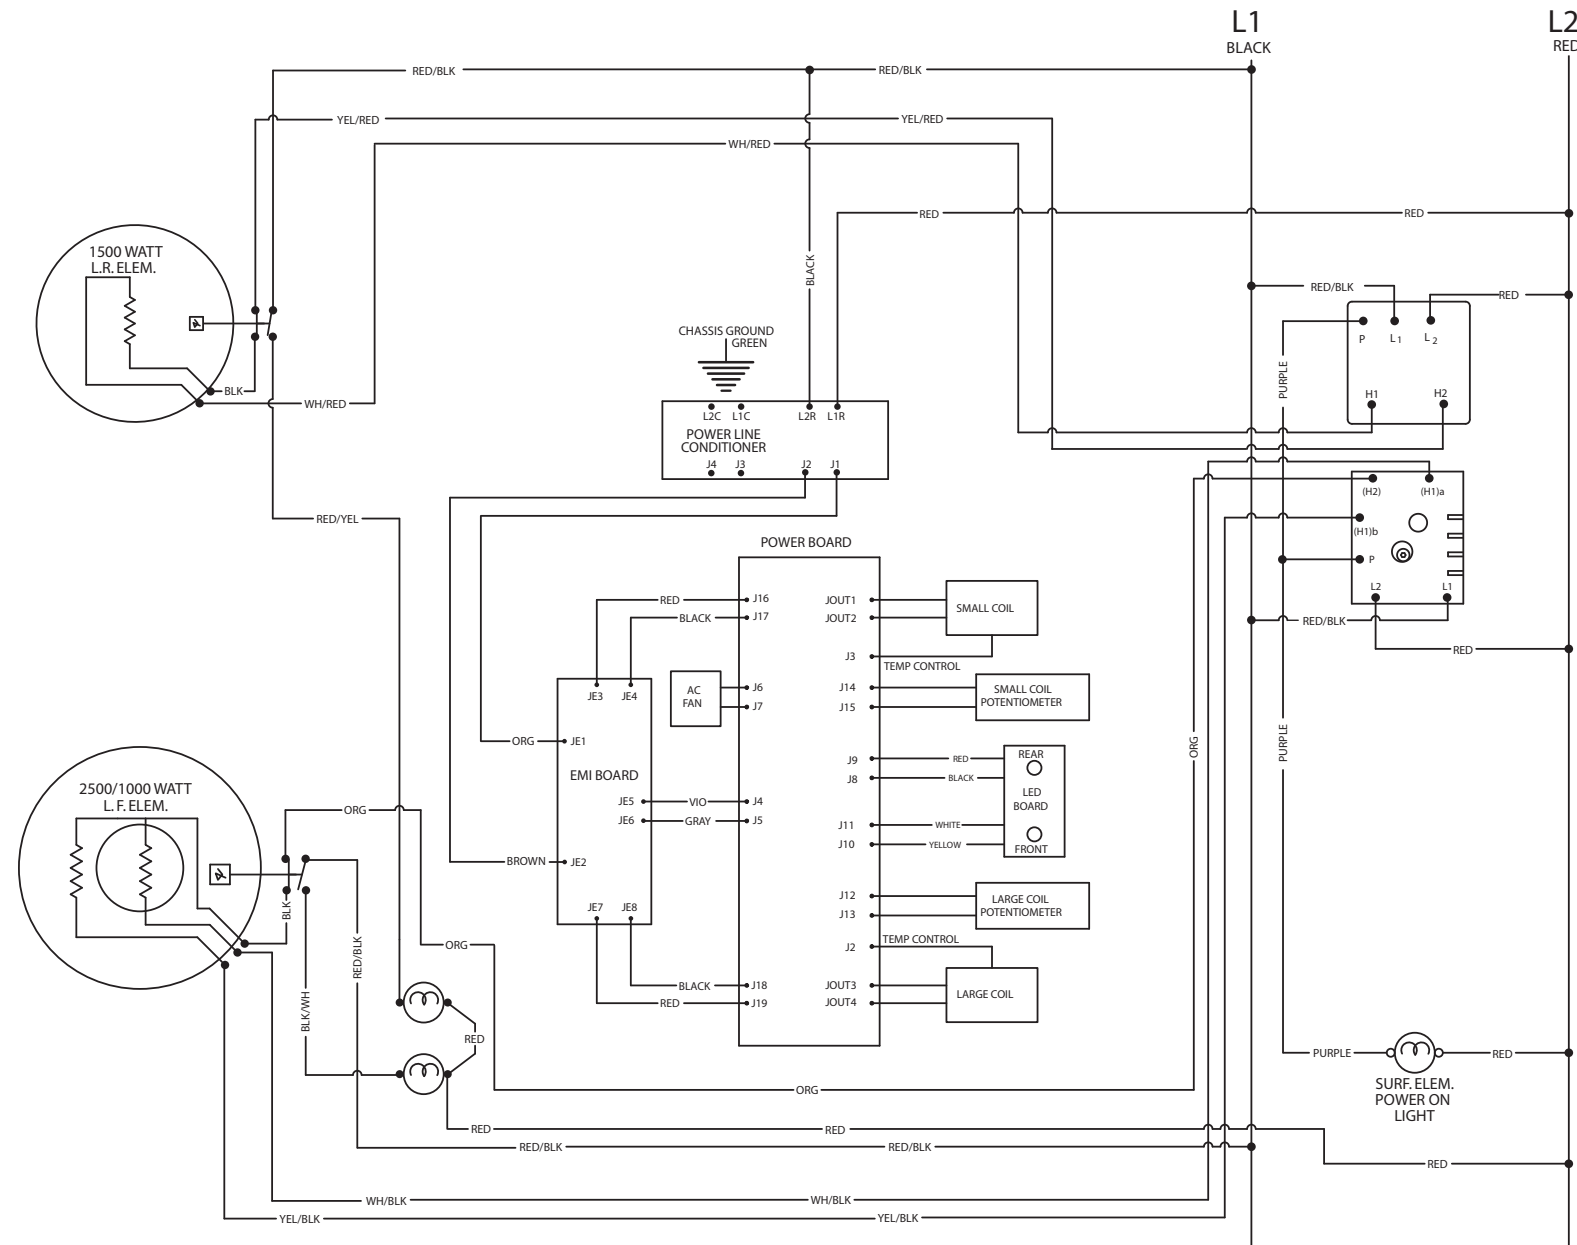 L1
BLACK
L2
RED
RED/BLK
RED/BLK
YEL/RED
YEL/RED
WH/RED
RED
RED
1500 WATT
L.R. ELEM.
BLACK
RED/BLK
RED
P
L 1
L 2
CHASSIS GROUND
GREEN
PURPLE
BLK
WH/RED
H1
H2
L2C
L1C
L2R
L1R
POWER LINE
CONDITIONER
J4
J3
J2
J1
(H2)
(H1)a
RED/YEL
(H1)b
P
L2
L1
POWER BOARD
RED
J16
BLACK
J17
JOUT1
JOUT2
SMALL COIL
RED/BLK
RED
J3
TEMP CONTROL
AC
FAN
J6
J7
J14
J15
SMALL COIL
POTENTIOMETER
JE3
JE4
ORG
JE1
ORG
PURPLE
EMI BOARD
J9
RED
J8
BLACK
REAR
LED
BOARD
FRONT
2500/1000 WATT
L. F. ELEM.
ORG
JE5
VIO
J4
JE6
GRAY
J5
J11
WHITE
J10
YELLOW
BROWN
JE2
BLK
JE7
JE8
J12
J13
LARGE COIL
POTENTIOMETER
RED/BLK
ORG
J2
TEMP CONTROL
BLK/WH
BLACK
J18
RED
J19
JOUT3
JOUT4
LARGE COIL
RED
PURPLE
RED
SURF. ELEM.
POWER ON
LIGHT
ORG
RED
RED
RED/BLK
RED/BLK
RED
WH/BLK
WH/BLK
YEL/BLK
YEL/BLK